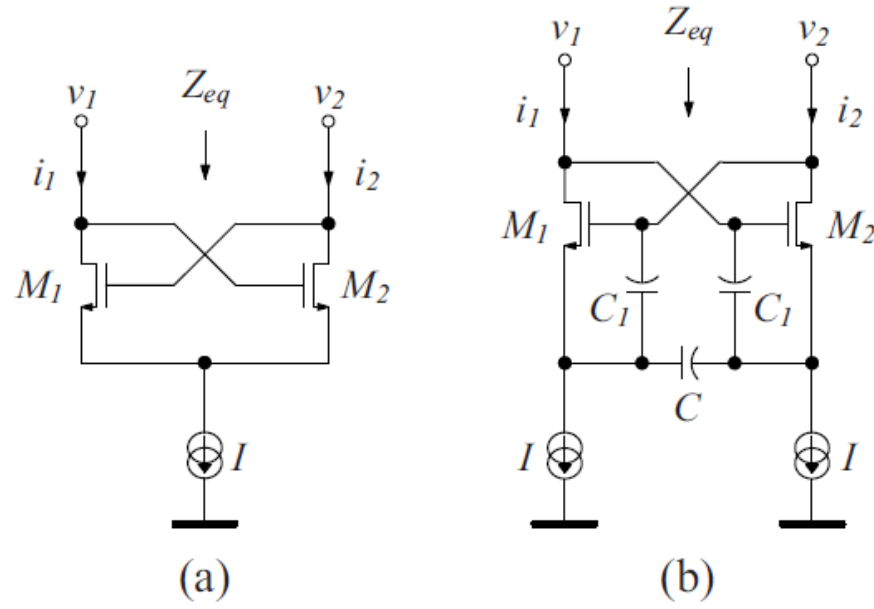 v1 Zeq v2
i1 i2
M1 M2
I
(a)
v1 Zeq v2
i1 i2
M1 M2
C1 C1
C
I I
(b)